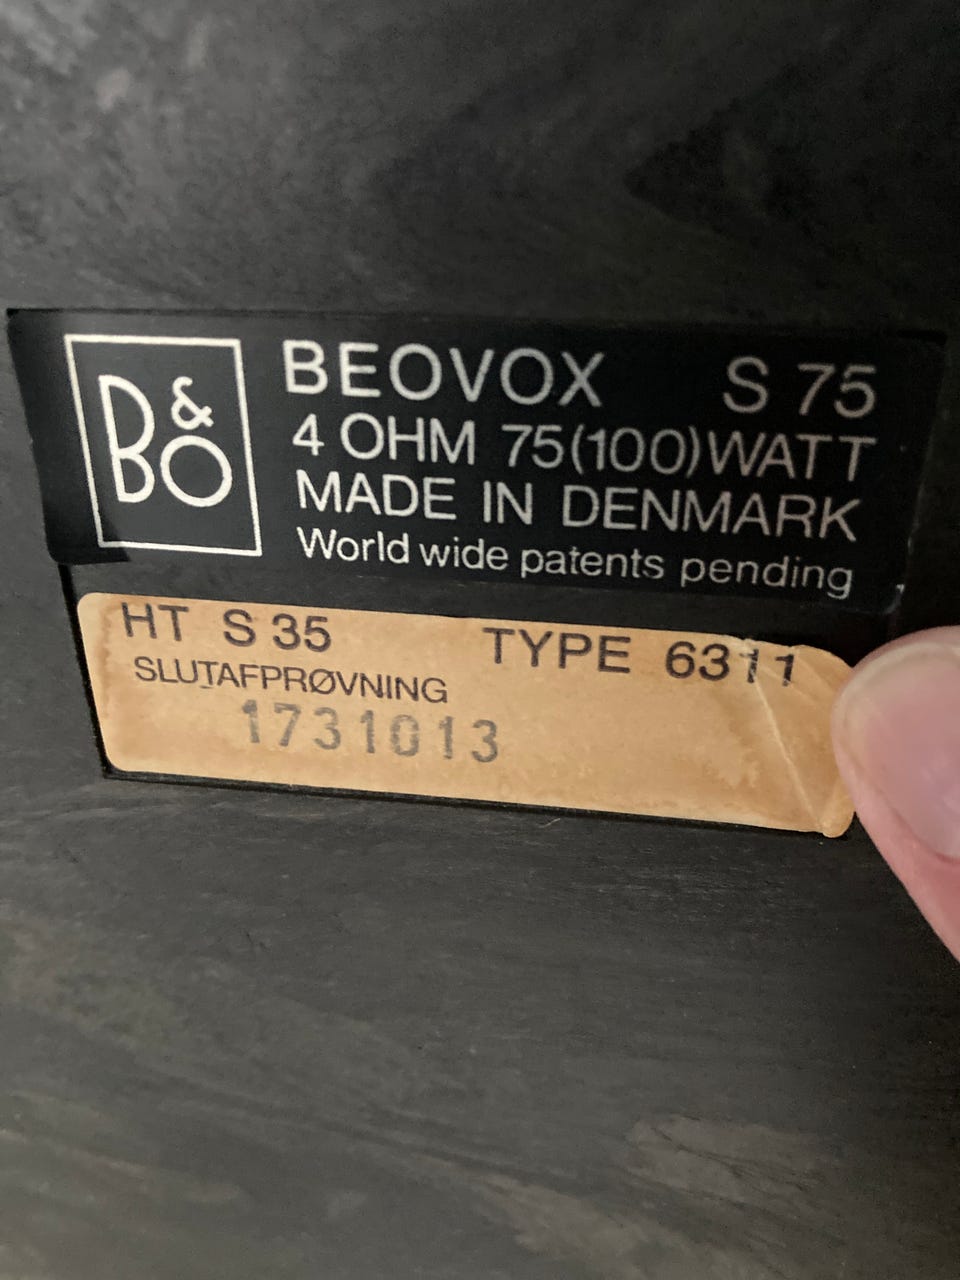 B&O
BEOVOX S 75
4 OHM 75(100)WATT
MADE IN DENMARK
World wide patents pending
HT S 35 TYPE 6311
SLUTAFPRØVNING
1731013